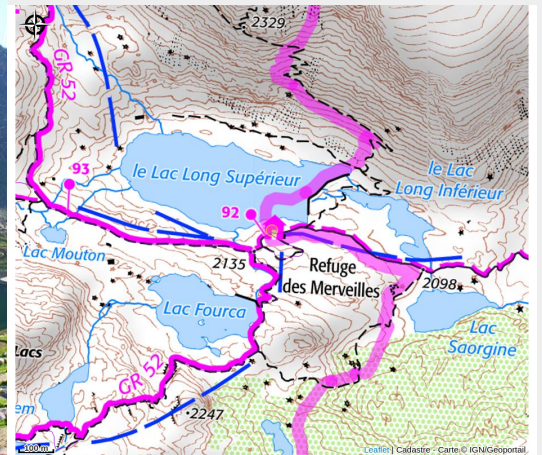 2329
GR 52
93
le Lac Long Supérieur
le Lac
Long Inférieur
92
Lac Mouton
2135
Refuge
des Merveilles
2098
Lac Fourca
Lac
Saorgine
Lacs
GR 52
em
2247
100 m
Leaflet | Cadastre - Carte © IGN/Geoportail